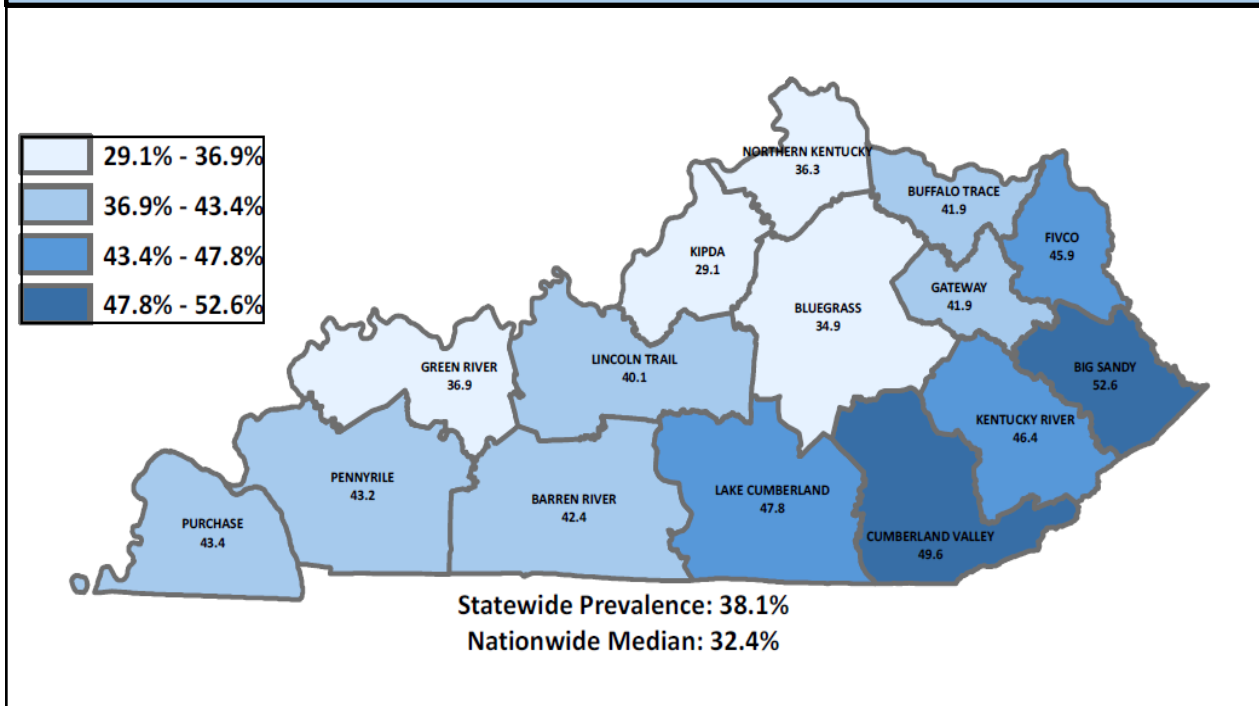 29.1% - 36.9%
36.9% - 43.4%
43.4% - 47.8%
47.8% - 52.6%
NORTHERN KENTUCKY
36.3
BUFFALO TRACE
41.9
FIVCO
45.9
KIPDA
29.1
GATEWAY
41.9
BLUEGRASS
34.9
LINCOLN TRAIL
40.1
GREEN RIVER
36.9
BIG SANDY
52.6
KENTUCKY RIVER
46.4
PENNYRILE
43.2
BARREN RIVER
42.4
LAKE CUMBERLAND
47.8
PURCHASE
43.4
CUMBERLAND VALLEY
49.6
Statewide Prevalence: 38.1%
Nationwide Median: 32.4%